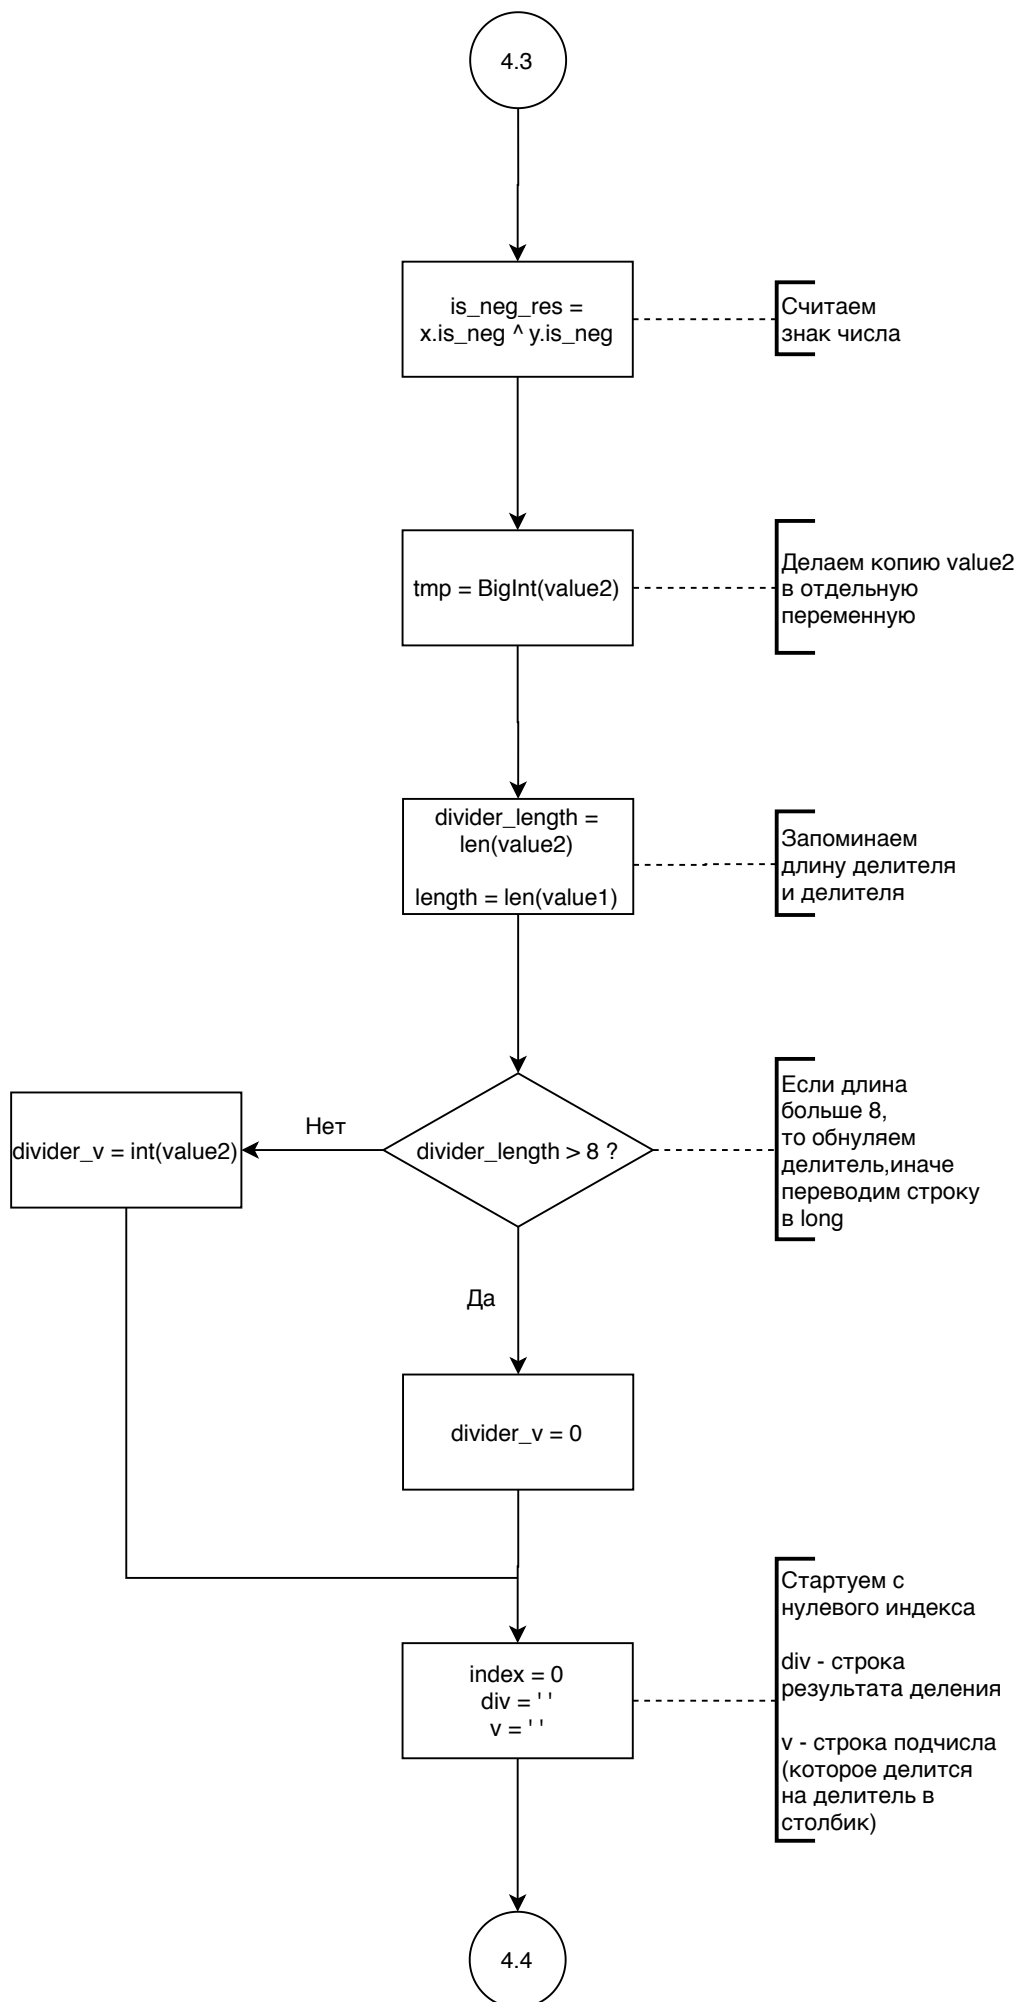 4.3
is_neg_res =
x.is_neg ^ y.is_neg
Считаем
знак числа
tmp = BigInt(value2)
Делаем копию value2
в отдельную
переменную
divider_length =
len(value2)
length = len(value1)
Запоминаем
длину делителя
и делителя
divider_v = int(value2)
Нет
divider_length > 8 ?
Если длина
больше 8,
то обнуляем
делитель,иначе
переводим строку
в long
Да
divider_v = 0
index = 0
div = ' '
v = ' '
Стартуем с
нулевого индекса
div - строка
результата деления
v - строка подчисла
(которое делится
на делитель в
столбик)
4.4